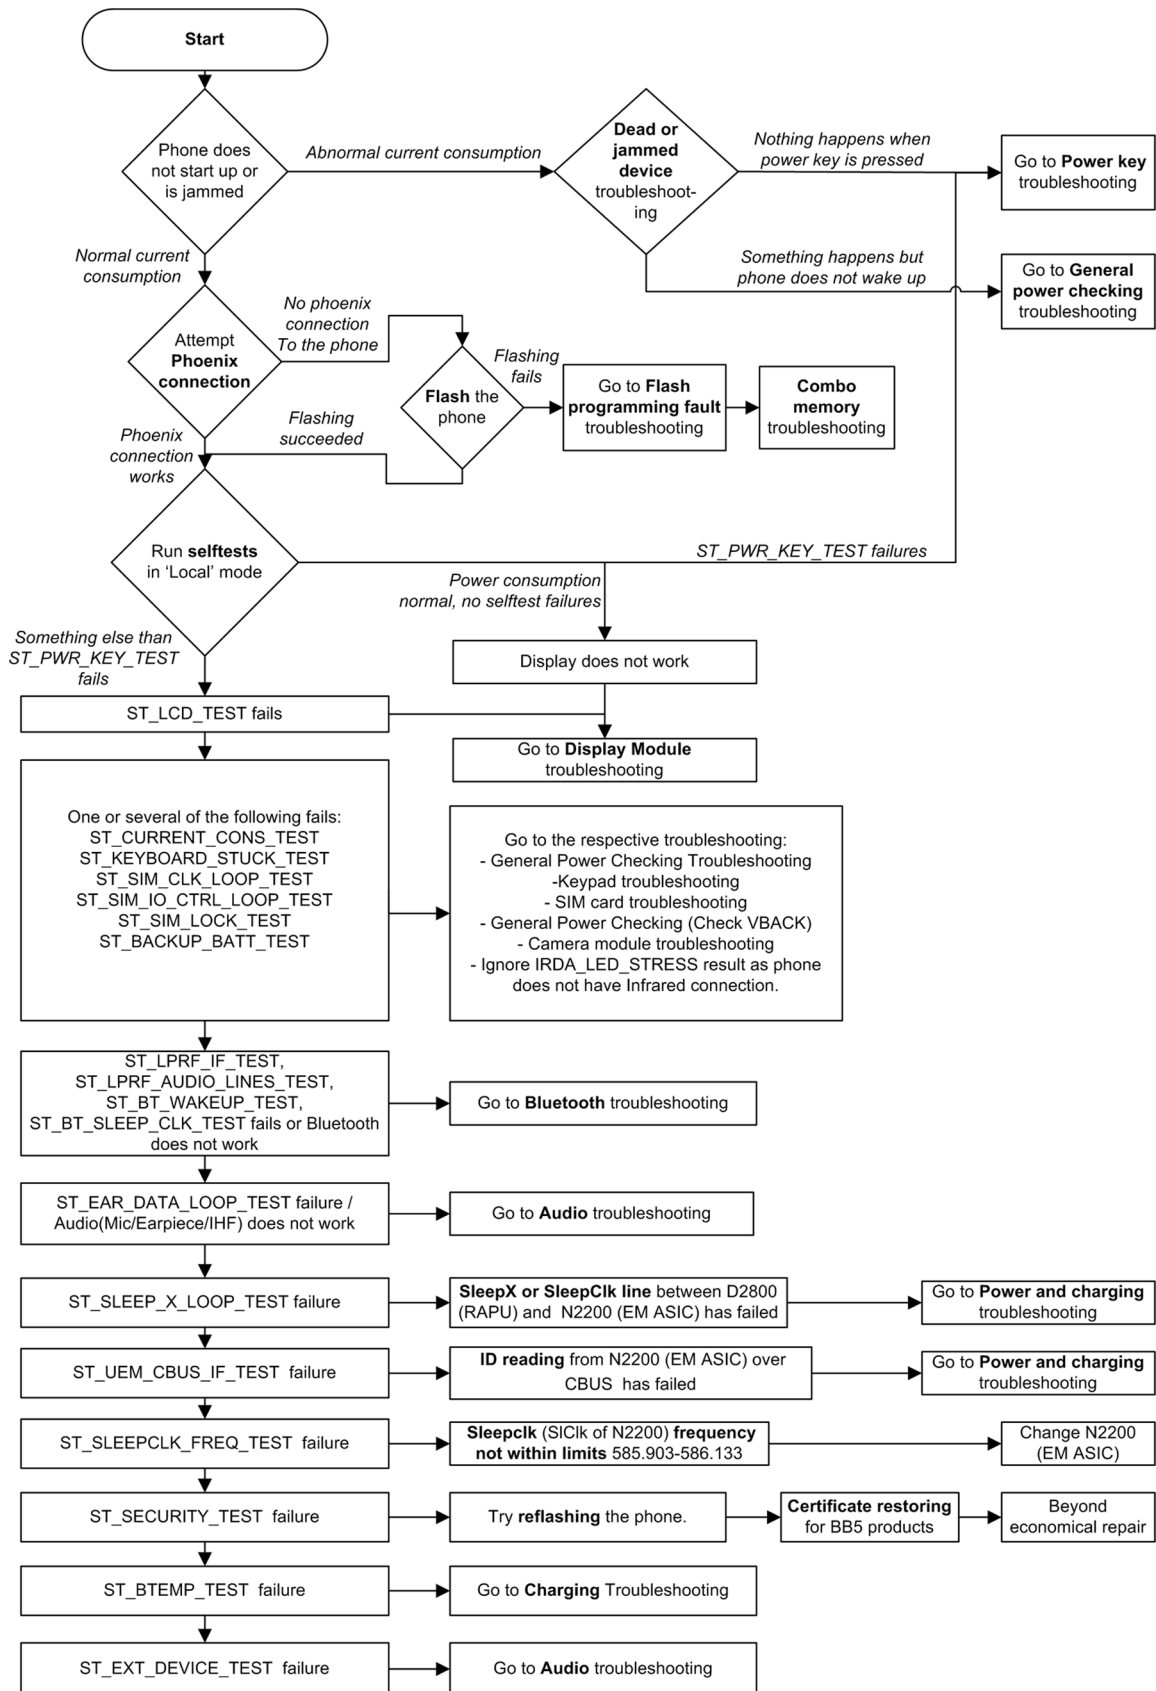 Start
Phone does
not start up or
is jammed
Abnormal current consumption
Dead or
jammed
device
troubleshoot-
ing
Nothing happens when
power key is pressed
Go to Power key
troubleshooting
Something happens but
phone does not wake up
Go to General
power checking
troubleshooting
Normal current
consumption
Attempt
Phoenix
connection
No phoenix
connection
To the phone
Flash the
phone
Flashing
fails
Go to Flash
programming fault
troubleshooting
Combo
memory
troubleshooting
Flashing
succeeded
Phoenix
connection
works
Run selftests
in 'Local' mode
ST_PWR_KEY_TEST failures
Power consumption
normal, no selftest failures
Display does not work
Something else than
ST_PWR_KEY_TEST
fails
ST_LCD_TEST fails
Go to Display Module
troubleshooting
One or several of the following fails:
ST_CURRENT_CONS_TEST
ST_KEYBOARD_STUCK_TEST
ST_SIM_CLK_LOOP_TEST
ST_SIM_IO_CTRL_LOOP_TEST
ST_SIM_LOCK_TEST
ST_BACKUP_BATT_TEST
Go to the respective troubleshooting:
- General Power Checking Troubleshooting
-Keypad troubleshooting
- SIM card troubleshooting
- General Power Checking (Check VBACK)
- Camera module troubleshooting
- Ignore IRDA_LED_STRESS result as phone
does not have Infrared connection.
ST_LPRF_IF_TEST,
ST_LPRF_AUDIO_LINES_TEST,
ST_BT_WAKEUP_TEST,
ST_BT_SLEEP_CLK_TEST fails or Bluetooth
does not work
Go to Bluetooth troubleshooting
ST_EAR_DATA_LOOP_TEST failure /
Audio(Mic/Earpiece/IHF) does not work
Go to Audio troubleshooting
ST_SLEEP_X_LOOP_TEST failure
SleepX or SleepClk line between D2800
(RAPU) and N2200 (EM ASIC) has failed
Go to Power and charging
troubleshooting
ST_UEM_CBUS_IF_TEST failure
ID reading from N2200 (EM ASIC) over
CBUS has failed
Go to Power and charging
troubleshooting
ST_SLEEPCLK_FREQ_TEST failure
Sleepclk (SlClk of N2200) frequency
not within limits 585.903-586.133
Change N2200
(EM ASIC)
ST_SECURITY_TEST failure
Try reflashing the phone.
Certificate restoring
for BB5 products
Beyond
economical repair
ST_BTEMP_TEST failure
Go to Charging Troubleshooting
ST_EXT_DEVICE_TEST failure
Go to Audio troubleshooting